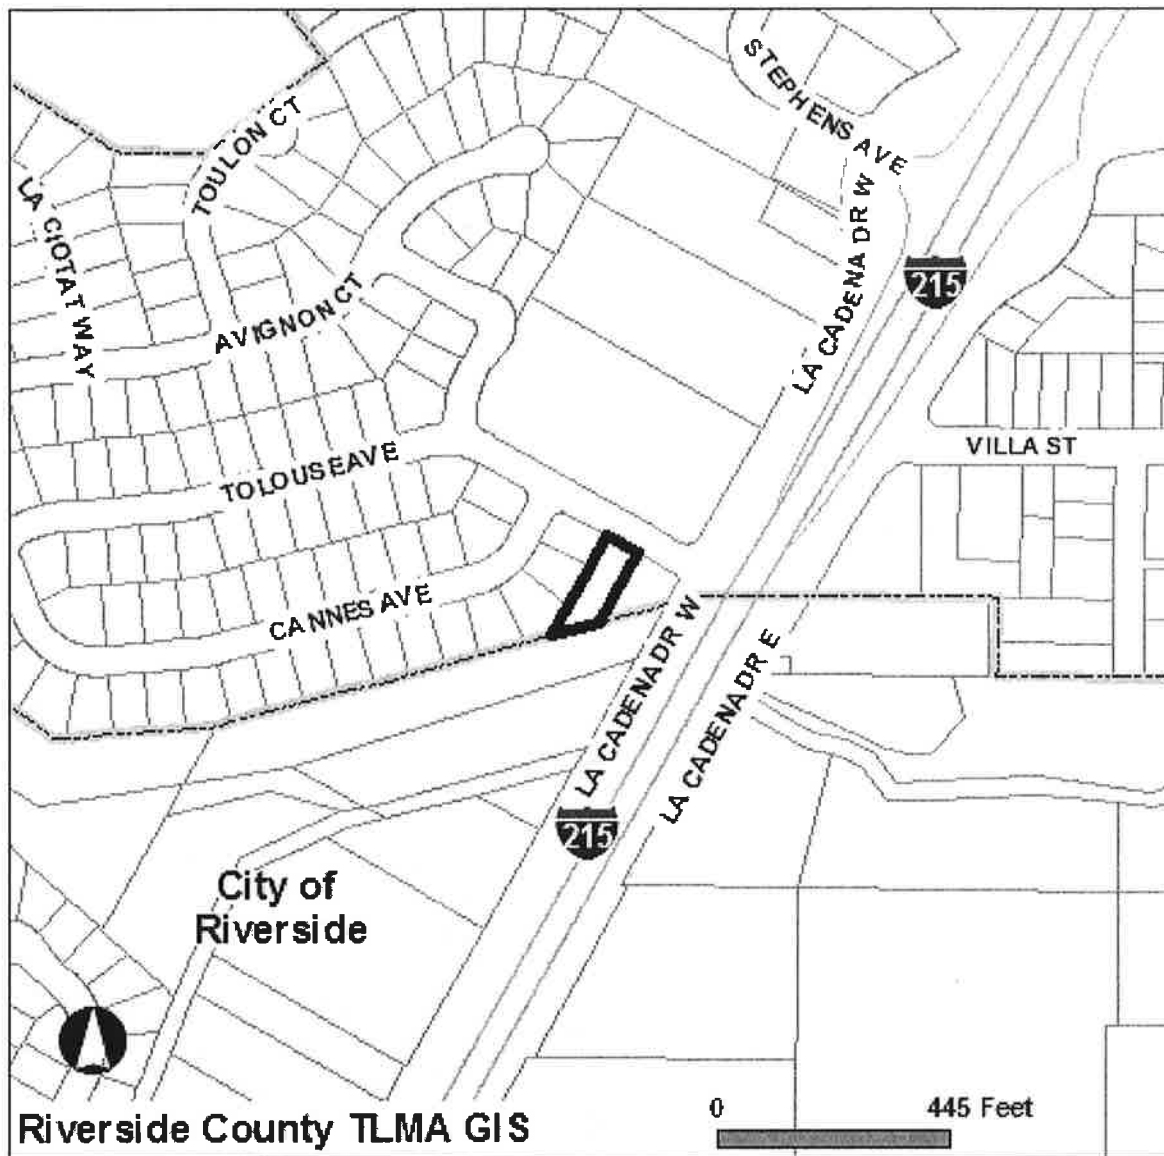 STEPHENS AVE
TOULON CT
LA CIOTAT WAY
LA CADENA DR W
215
AVIGNON CT
VILLA ST
TOLOUSE AVE
CANNES AVE
LA CADENA DR W
LA CADENA DR E
215
City of
Riverside
0 445 Feet
Riverside County TLMA GIS